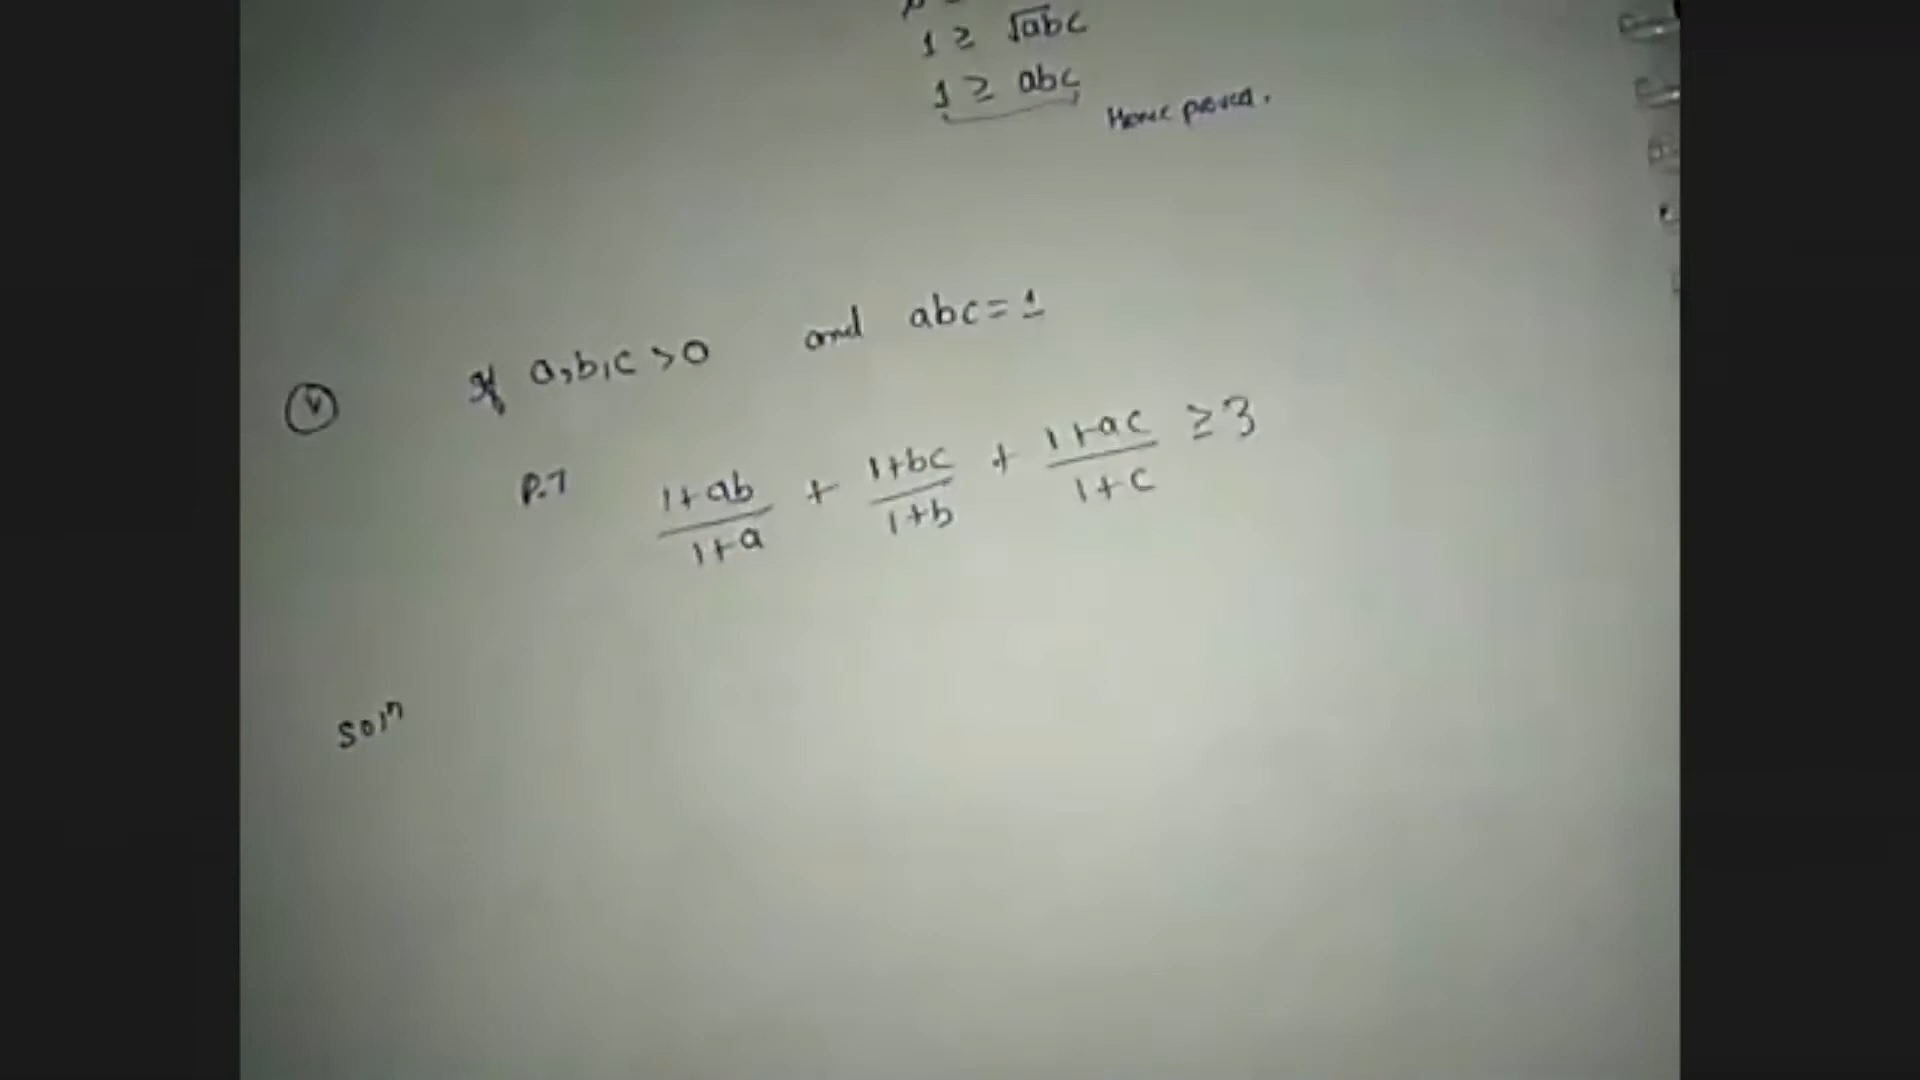 1 ≥ √abc
1 ≥ abc
Hence proved.
(v) If a,b,c >0 and abc=1
P.T (1+ab)/(1+a) + (1+bc)/(1+b) + (1+ac)/(1+c) ≥ 3
Soln